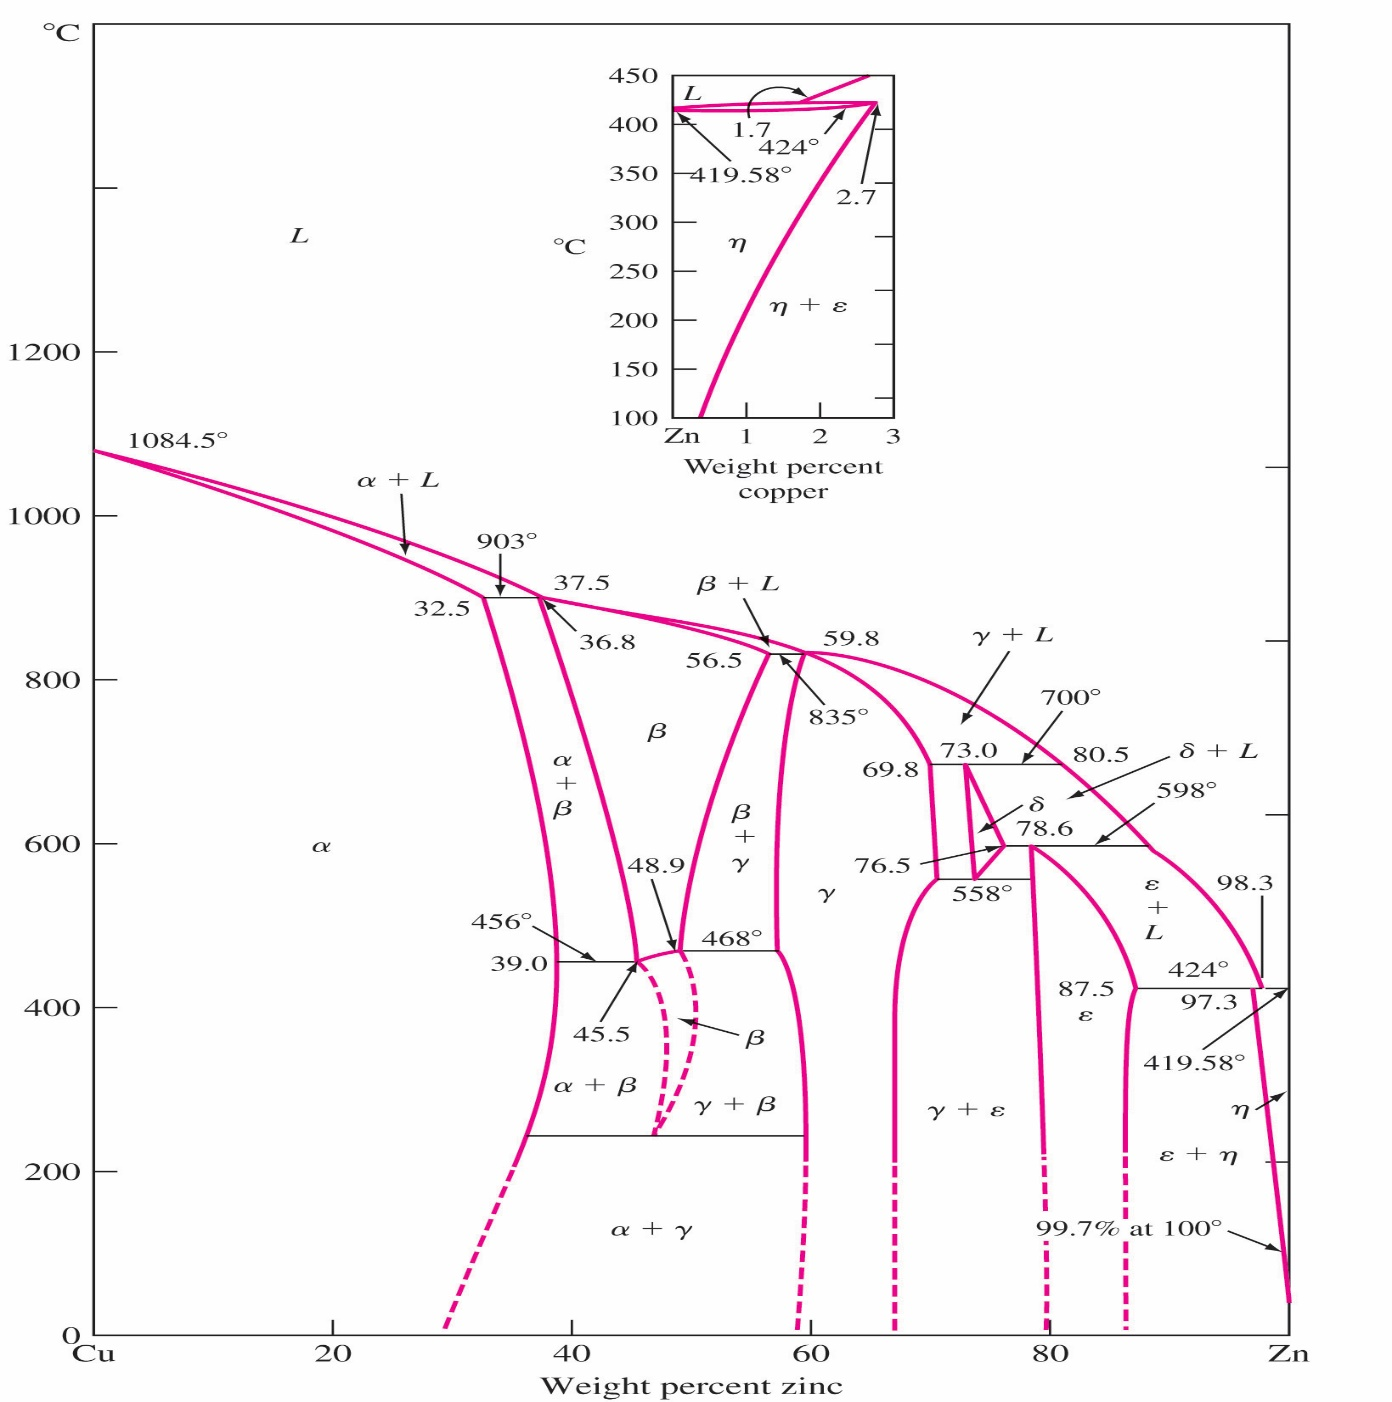 °C
450
L
400
1.7
424°
350
419.58°
2.7
300
L
°C
η
250
η + ε
200
150
100
Zn
1
2
3
Weight percent
copper
1200
1084.5°
α + L
1000
903°
37.5
β + L
32.5
36.8
59.8
γ + L
56.5
800
835°
700°
β
73.0
80.5
δ + L
69.8
α
+
β
598°
δ
β
+
γ
78.6
600
α
48.9
76.5
558°
98.3
γ
ε
+
L
456°
468°
39.0
424°
400
87.5
97.3
ε
45.5
β
419.58°
α + β
γ + β
γ + ε
η
200
ε + η
α + γ
99.7% at 100°
0
Cu
20
40
60
80
Zn
Weight percent zinc